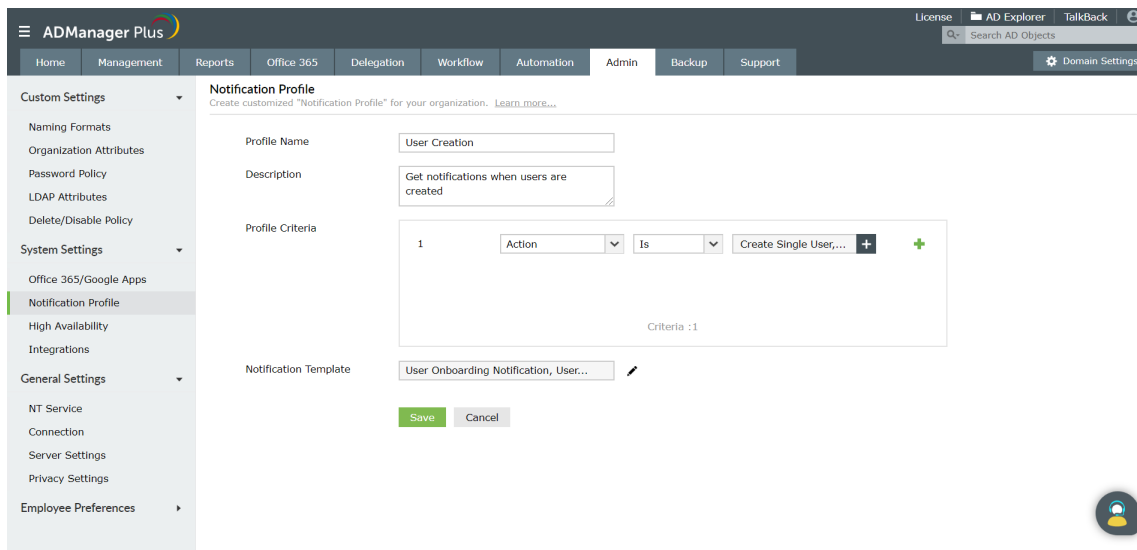 License AD Explorer TalkBack
ADManager Plus
Search AD Objects
Home Management Reports Office 365 Delegation Workflow Automation Admin Backup Support Domain Settings
Custom Settings
Naming Formats
Organization Attributes
Password Policy
LDAP Attributes
Delete/Disable Policy
System Settings
Office 365/Google Apps
Notification Profile
High Availability
Integrations
General Settings
NT Service
Connection
Server Settings
Privacy Settings
Employee Preferences
Notification Profile
Create customized "Notification Profile" for your organization. Learn more...
Profile Name User Creation
Description Get notifications when users are
created
Profile Criteria
1 Action Is Create Single User,...
Criteria :1
Notification Template User Onboarding Notification, User...
Save Cancel